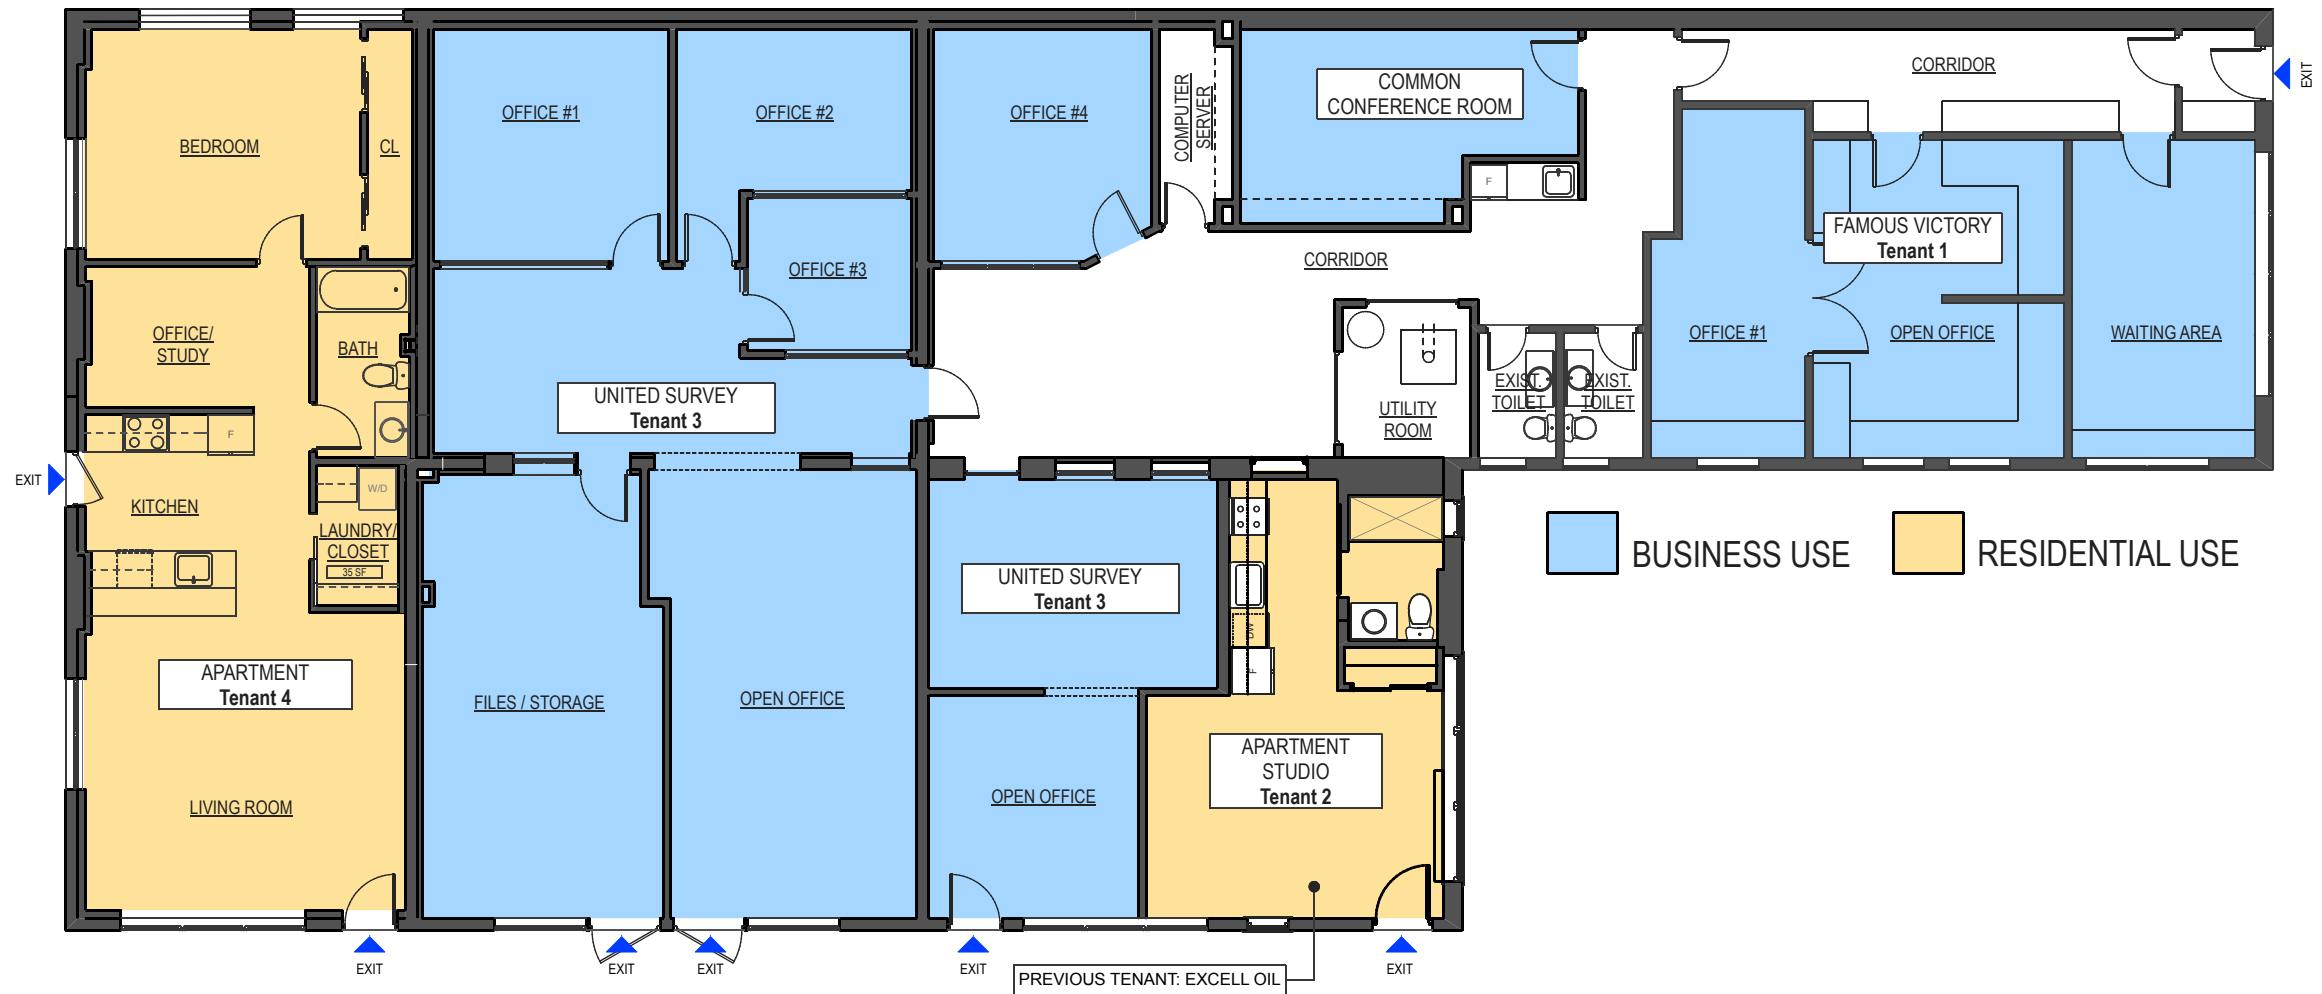 BEDROOM
CL
OFFICE/
STUDY
BATH
F
KITCHEN
W/D
LAUNDRY/
CLOSET
35 SF
APARTMENT
Tenant 4
LIVING ROOM
EXIT
EXIT
OFFICE #1
OFFICE #2
OFFICE #3
UNITED SURVEY
Tenant 3
FILES / STORAGE
OPEN OFFICE
EXIT
EXIT
OFFICE #4
COMPUTER
SERVER
COMMON
CONFERENCE ROOM
F
CORRIDOR
UTILITY
ROOM
EXIST.
TOILET
EXIST.
TOILET
UNITED SURVEY
Tenant 3
OPEN OFFICE
EXIT
DW
F
APARTMENT
STUDIO
Tenant 2
EXIT
PREVIOUS TENANT: EXCELL OIL
CORRIDOR
EXIT
FAMOUS VICTORY
Tenant 1
OFFICE #1
OPEN OFFICE
WAITING AREA
BUSINESS USE
RESIDENTIAL USE